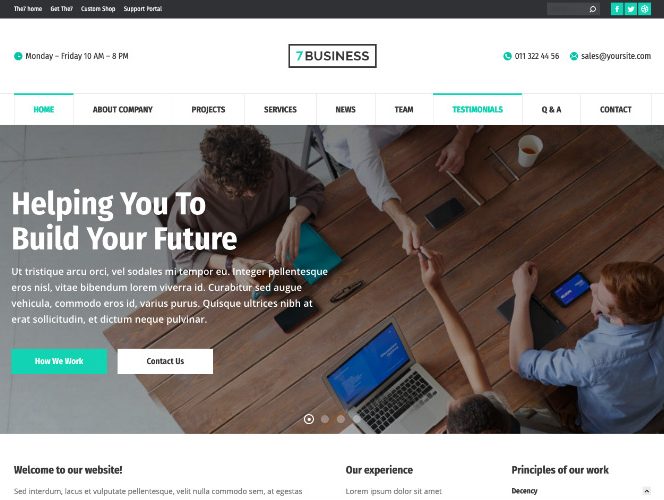 The7 home Get The7 Custom Shop Support Portal
Monday – Friday 10 AM – 8 PM
7BUSINESS
011 322 44 56 sales@yoursite.com
HOME ABOUT COMPANY PROJECTS SERVICES NEWS TEAM TESTIMONIALS Q & A CONTACT
Helping You To
Build Your Future
Ut tristique arcu orci, vel sodales mi tempor eu. Integer pellentesque
eros nisl, vitae bibendum lorem viverra id. Curabitur sed augue
vehicula, commodo eros id, varius purus. Quisque ultrices nibh at
erat sollicitudin, et dictum neque pulvinar.
How We Work Contact Us
Welcome to our website! Our experience Principles of our work
Sed interdum, lacus et vulputate pellentesque, velit nulla commodo sem, at egestas Lorem ipsum dolor sit amet Decency